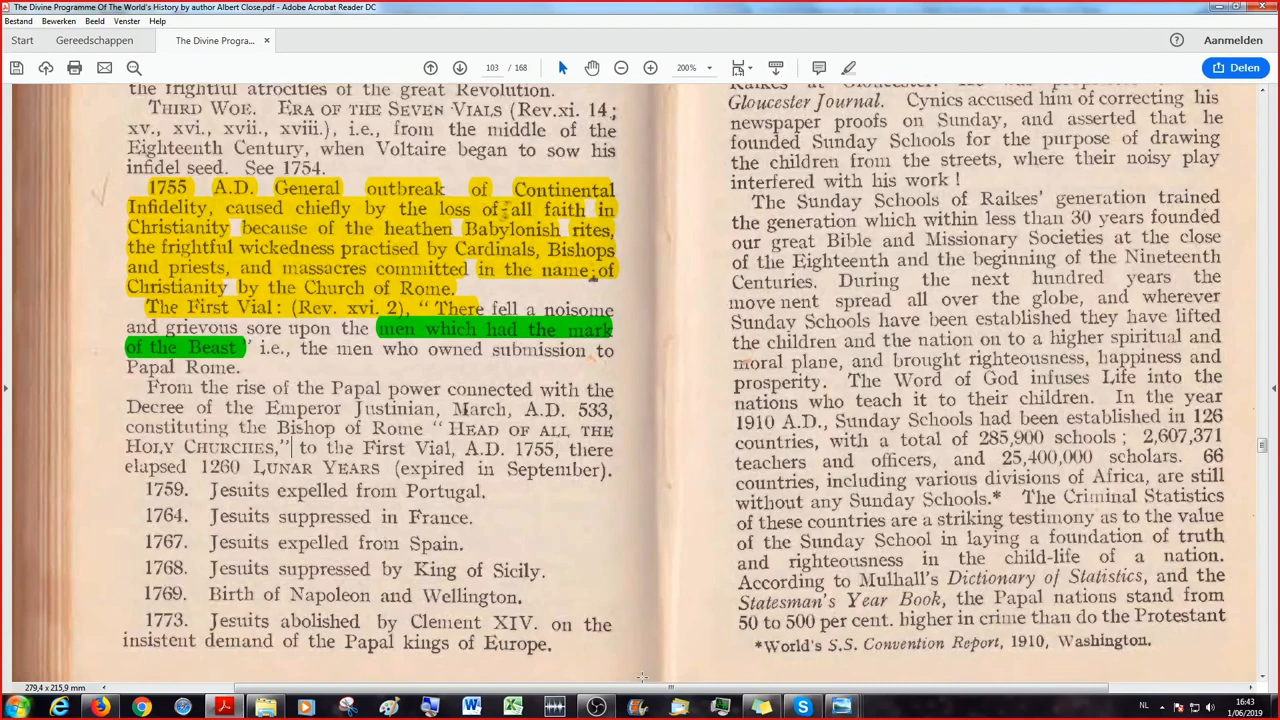 The Divine Programme Of The World's History by author Albert Close.pdf - Adobe Acrobat Reader DC
Bestand Bewerken Beeld Venster Help
Start Gereedschappen The Divine Progra... × Aanmelden
103 / 168 200% Delen
the frightful atrocities of the great Revolution.
THIRD WOE. ERA OF THE SEVEN VIALS (Rev.xi. 14;
xv., xvi., xvii., xviii.), i.e., from the middle of the
Eighteenth Century, when Voltaire began to sow his
infidel seed. See 1754.
1755 A.D. General outbreak of Continental
Infidelity, caused chiefly by the loss of all faith in
Christianity because of the heathen Babylonish rites,
the frightful wickedness practised by Cardinals, Bishops
and priests, and massacres committed in the name of
Christianity by the Church of Rome.
The First Vial: (Rev. xvi. 2), "There fell a noisome
and grievous sore upon the men which had the mark
of the Beast" i.e., the men who owned submission to
Papal Rome.
From the rise of the Papal power connected with the
Decree of the Emperor Justinian, March, A.D. 533,
constituting the Bishop of Rome "HEAD OF ALL THE
HOLY CHURCHES," to the First Vial, A.D. 1755, there
elapsed 1260 LUNAR YEARS (expired in September).
1759. Jesuits expelled from Portugal.
1764. Jesuits suppressed in France.
1767. Jesuits expelled from Spain.
1768. Jesuits suppressed by King of Sicily.
1769. Birth of Napoleon and Wellington.
1773. Jesuits abolished by Clement XIV. on the
insistent demand of the Papal kings of Europe.
Gloucester Journal. Cynics accused him of correcting his
newspaper proofs on Sunday, and asserted that he
founded Sunday Schools for the purpose of drawing
the children from the streets, where their noisy play
interfered with his work!
The Sunday Schools of Raikes' generation trained
the generation which within less than 30 years founded
our great Bible and Missionary Societies at the close
of the Eighteenth and the beginning of the Nineteenth
Centuries. During the next hundred years the
move nent spread all over the globe, and wherever
Sunday Schools have been established they have lifted
the children and the nation on to a higher spiritual and
moral plane, and brought righteousness, happiness and
prosperity. The Word of God infuses Life into the
nations who teach it to their children. In the year
1910 A.D., Sunday Schools had been established in 126
countries, with a total of 285,900 schools; 2,607,371
teachers and officers, and 25,400,000 scholars. 66
countries, including various divisions of Africa, are still
without any Sunday Schools.* The Criminal Statistics
of these countries are a striking testimony as to the value
of the Sunday School in laying a foundation of truth
and righteousness in the child-life of a nation.
According to Mulhall's Dictionary of Statistics, and the
Statesman's Year Book, the Papal nations stand from
50 to 500 per cent. higher in crime than do the Protestant
*World's S.S. Convention Report, 1910, Washington.
279,4 x 215,9 mm
NL 16:43
1/06/2019